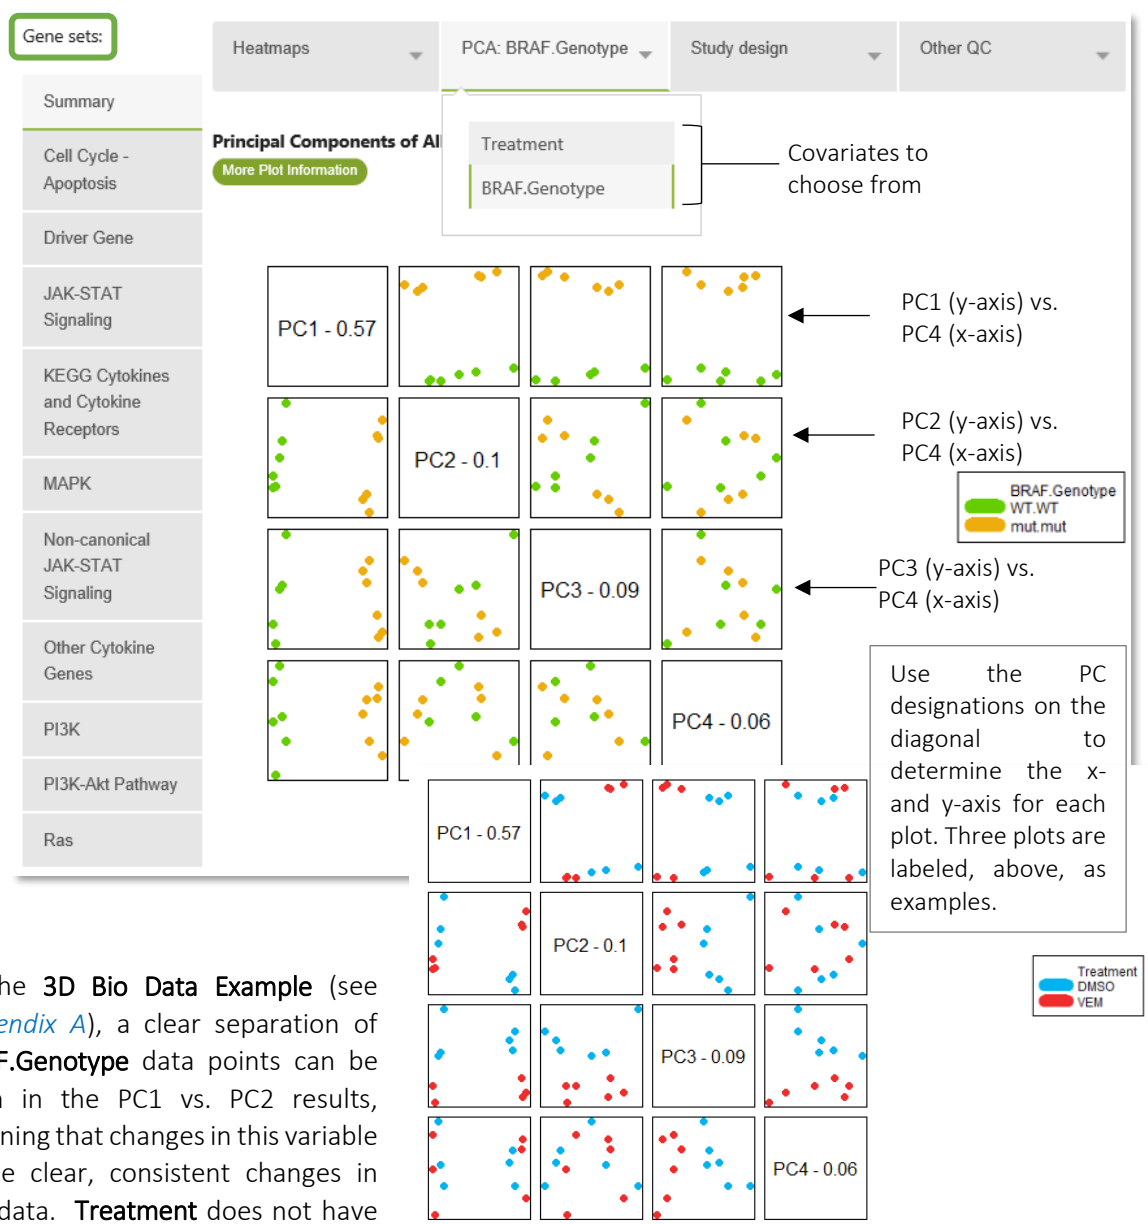 Gene sets:
Heatmaps
PCA: BRAF.Genotype
Study design
Other QC
Summary
Cell Cycle -
Apoptosis
Driver Gene
JAK-STAT
Signaling
KEGG Cytokines
and Cytokine
Receptors
MAPK
Non-canonical
JAK-STAT
Signaling
Other Cytokine
Genes
PI3K
PI3K-Akt Pathway
Ras
Principal Components of Al
More Plot Information
Treatment
BRAF.Genotype
Covariates to
choose from
PC1 - 0.57
PC1 (y-axis) vs.
PC4 (x-axis)
PC2 - 0.1
PC2 (y-axis) vs.
PC4 (x-axis)
BRAF.Genotype
WT.WT
mut.mut
PC3 - 0.09
PC3 (y-axis) vs.
PC4 (x-axis)
PC4 - 0.06
Use the PC
designations on the
diagonal to
determine the x-
and y-axis for each
plot. Three plots are
labeled, above, as
examples.
PC1 - 0.57
PC2 - 0.1
PC3 - 0.09
PC4 - 0.06
Treatment
DMSO
VEM
he 3D Bio Data Example (see
endix A), a clear separation of
F.Genotype data points can be
in the PC1 vs. PC2 results,
ning that changes in this variable
e clear, consistent changes in
data. Treatment does not have